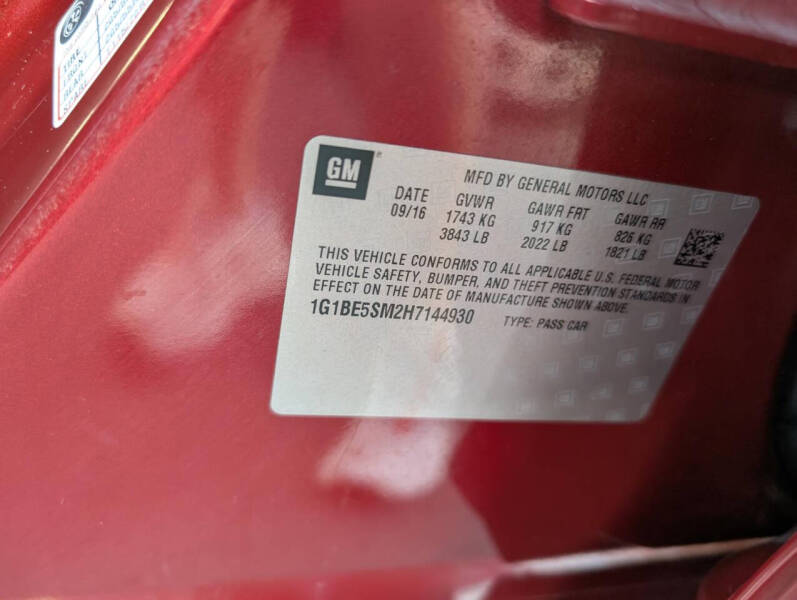 GM
MFD BY GENERAL MOTORS LLC
DATE GVWR GAWR FRT GAWR RR
09/16 1743 KG 917 KG 826 KG
3843 LB 2022 LB 1821 LB
THIS VEHICLE CONFORMS TO ALL APPLICABLE U.S. FEDERAL MOTOR
VEHICLE SAFETY, BUMPER, AND THEFT PREVENTION STANDARDS IN
EFFECT ON THE DATE OF MANUFACTURE SHOWN ABOVE.
1G1BE5SM2H7144930 TYPE: PASS CAR
TIRE